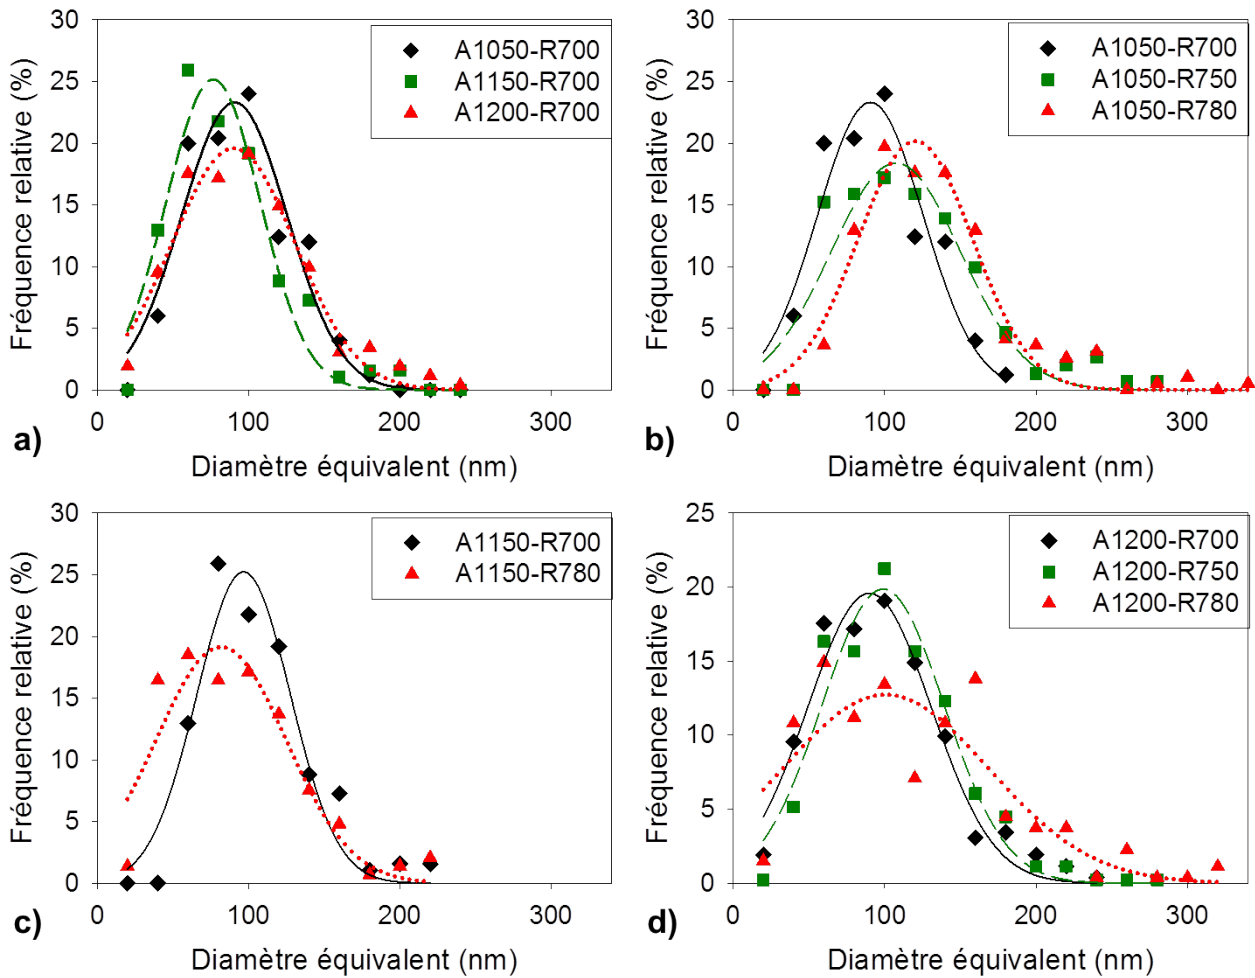 30
25
20
15
10
5
0
Fréquence relative (%)
A1050-R700
A1150-R700
A1200-R700
0 100 200 300
a)
Diamètre équivalent (nm)
30
25
20
15
10
5
0
Fréquence relative (%)
A1050-R700
A1050-R750
A1050-R780
0 100 200 300
b)
Diamètre équivalent (nm)
30
25
20
15
10
5
0
Fréquence relative (%)
A1150-R700
A1150-R780
0 100 200 300
c)
Diamètre équivalent (nm)
25
20
15
10
5
0
Fréquence relative (%)
A1200-R700
A1200-R750
A1200-R780
0 100 200 300
d)
Diamètre équivalent (nm)